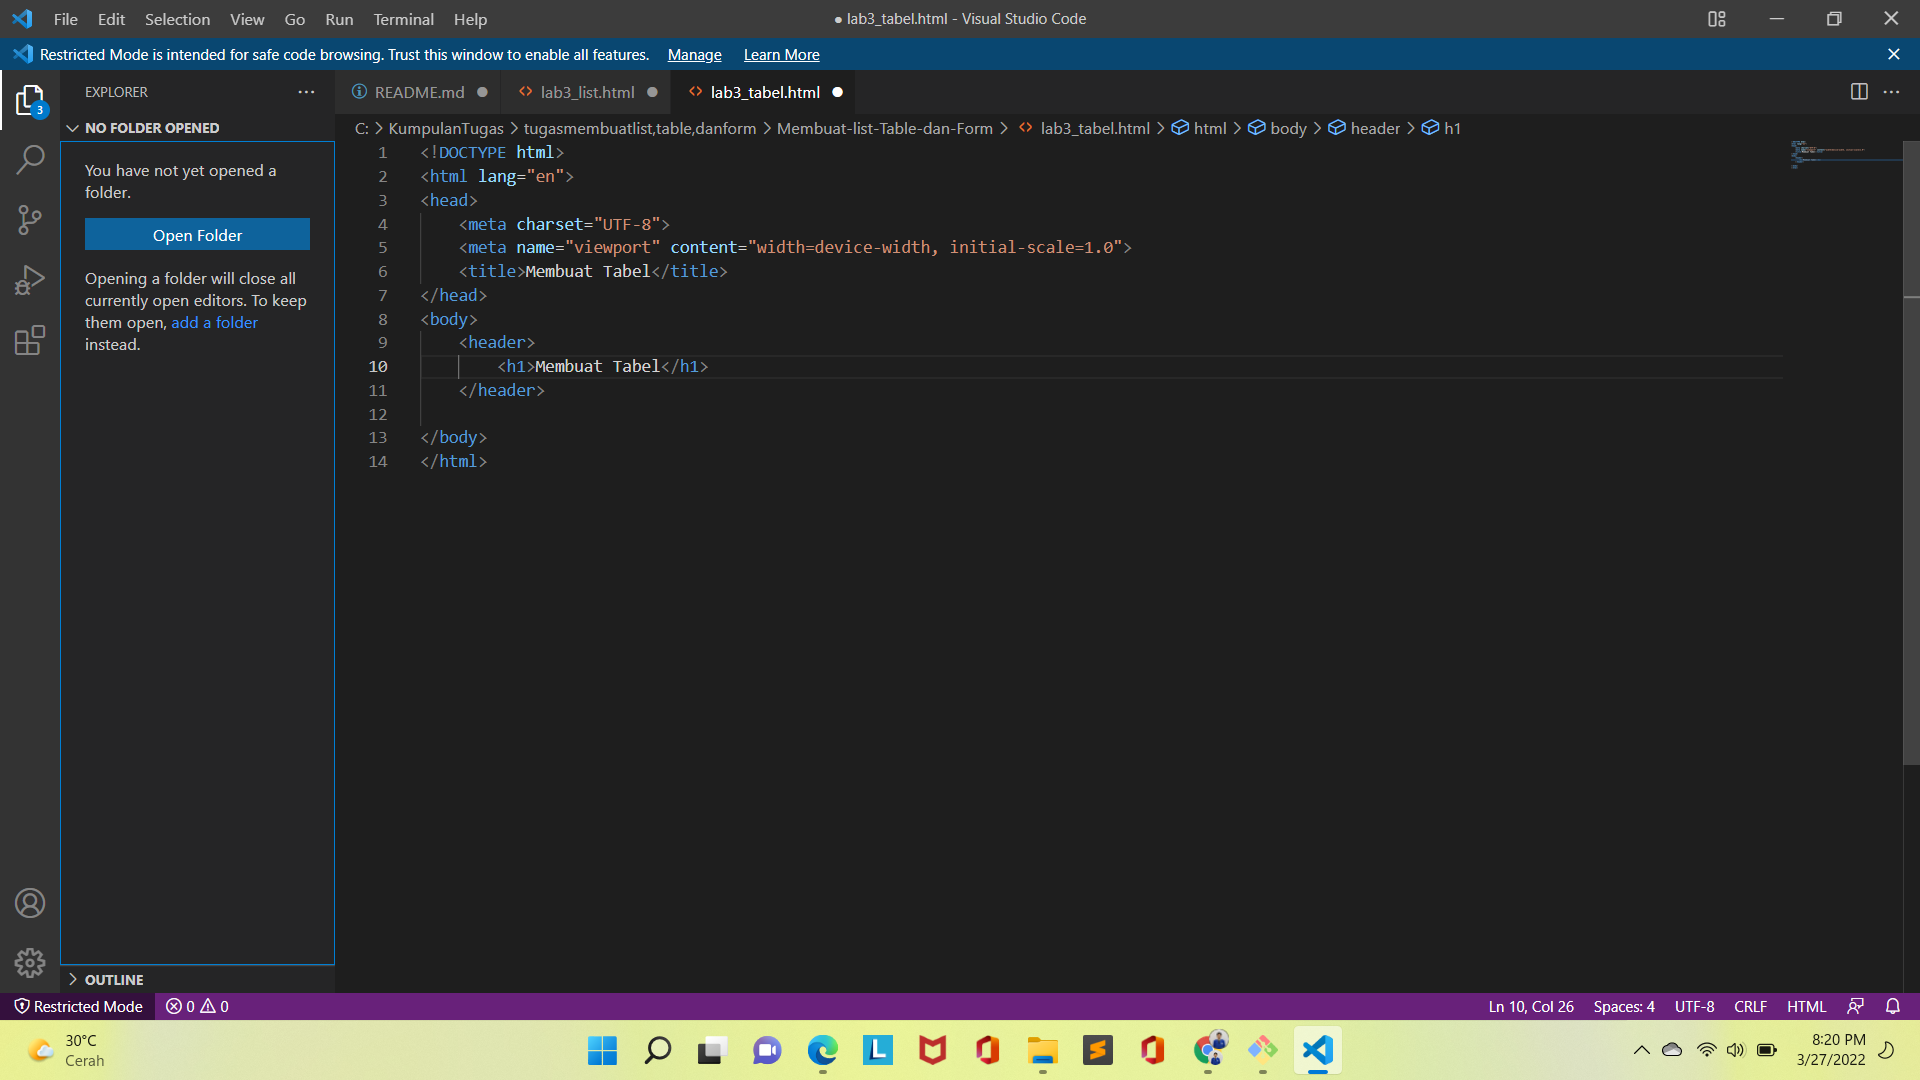 File Edit Selection View Go Run Terminal Help
● lab3_tabel.html - Visual Studio Code
Restricted Mode is intended for safe code browsing. Trust this window to enable all features. Manage Learn More
3
EXPLORER
NO FOLDER OPENED
You have not yet opened a
folder.
Open Folder
Opening a folder will close all
currently open editors. To keep
them open, add a folder
instead.
OUTLINE
README.md lab3_list.html lab3_tabel.html
C: > KumpulanTugas > tugasmembuatlist,table,danform > Membuat-list-Table-dan-Form > lab3_tabel.html > html > body > header > h1
1 <!DOCTYPE html>
2 <html lang="en">
3 <head>
4     <meta charset="UTF-8">
5     <meta name="viewport" content="width=device-width, initial-scale=1.0">
6     <title>Membuat Tabel</title>
7 </head>
8 <body>
9     <header>
10         <h1>Membuat Tabel</h1>
11     </header>
12
13 </body>
14 </html>
Restricted Mode 0 0
Ln 10, Col 26 Spaces: 4 UTF-8 CRLF HTML
30°C
Cerah
8:20 PM
3/27/2022